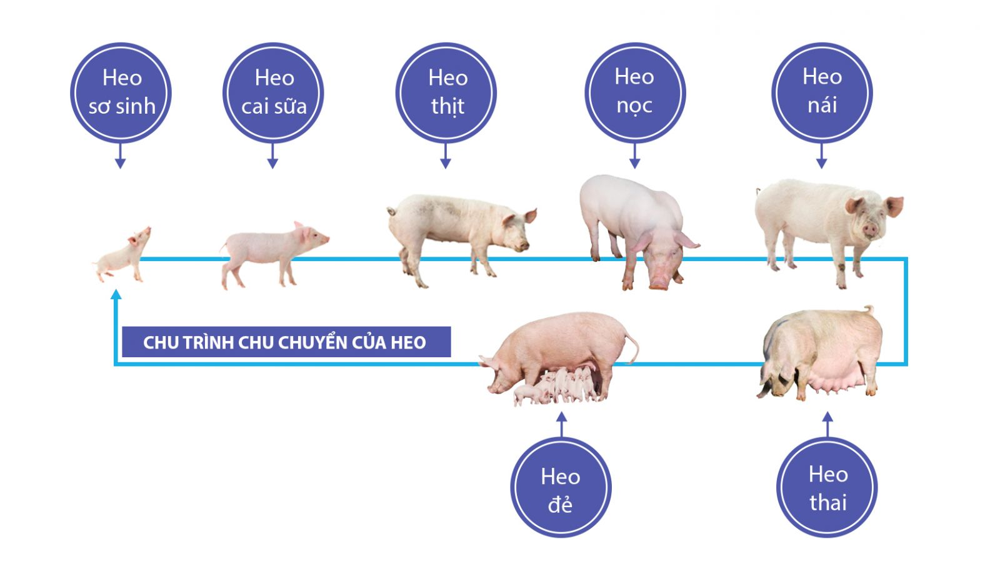 Heo
sơ sinh
Heo
cai sữa
Heo
thịt
Heo
nọc
Heo
nái
CHU TRÌNH CHU CHUYỂN CỦA HEO
Heo
đẻ
Heo
thai